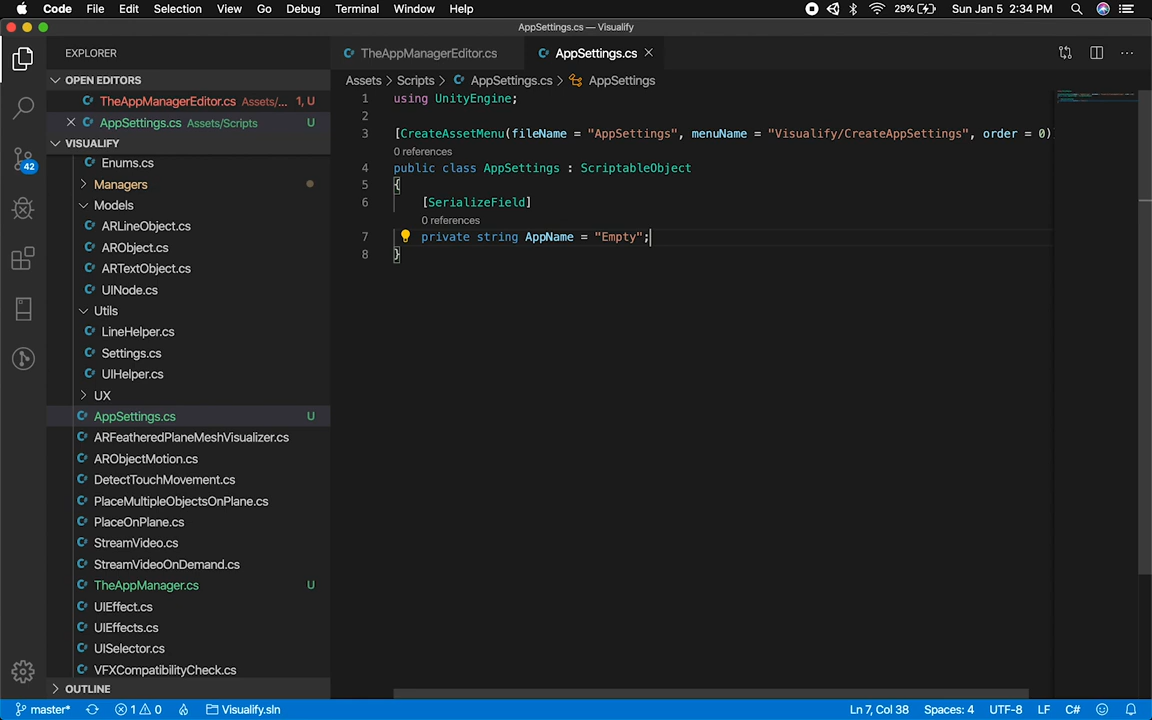 Code File Edit Selection View Go Debug Terminal Window Help 29% Sun Jan 5 2:34 PM
AppSettings.cs — Visualify
EXPLORER
OPEN EDITORS
TheAppManagerEditor.cs Assets/... 1, U
AppSettings.cs Assets/Scripts U
VISUALIFY
Enums.cs
Managers
Models
ARLineObject.cs
ARObject.cs
ARTextObject.cs
UINode.cs
Utils
LineHelper.cs
Settings.cs
UIHelper.cs
UX
AppSettings.cs U
ARFeatheredPlaneMeshVisualizer.cs
ARObjectMotion.cs
DetectTouchMovement.cs
PlaceMultipleObjectsOnPlane.cs
PlaceOnPlane.cs
StreamVideo.cs
StreamVideoOnDemand.cs
TheAppManager.cs U
UIEffect.cs
UIEffects.cs
UISelector.cs
VFXCompatibilityCheck.cs
OUTLINE
42
TheAppManagerEditor.cs AppSettings.cs
Assets > Scripts > AppSettings.cs > AppSettings
1 using UnityEngine;
2
3 [CreateAssetMenu(fileName = "AppSettings", menuName = "Visualify/CreateAppSettings", order = 0)
0 references
4 public class AppSettings : ScriptableObject
5 {
6 [SerializeField]
0 references
7 private string AppName = "Empty";
8 }
master* 1 0 Visualify.sln Ln 7, Col 38 Spaces: 4 UTF-8 LF C#